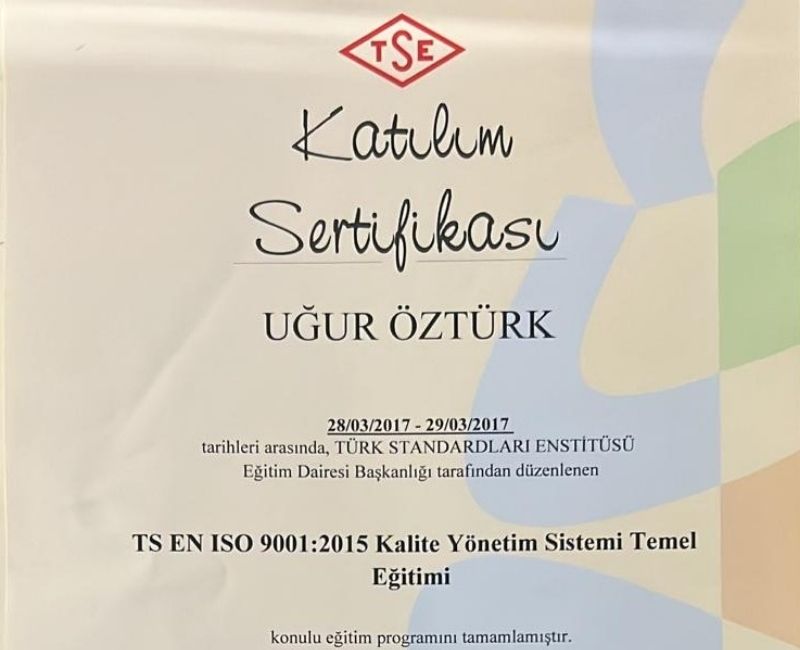 TSE
Katılım
Sertifikası
UĞUR ÖZTÜRK
28/03/2017 - 29/03/2017
tarihleri arasında, TÜRK STANDARDLARI ENSTİTÜSÜ
Eğitim Dairesi Başkanlığı tarafından düzenlenen
TS EN ISO 9001:2015 Kalite Yönetim Sistemi Temel
Eğitimi
konulu eğitim programını tamamlamıştır.